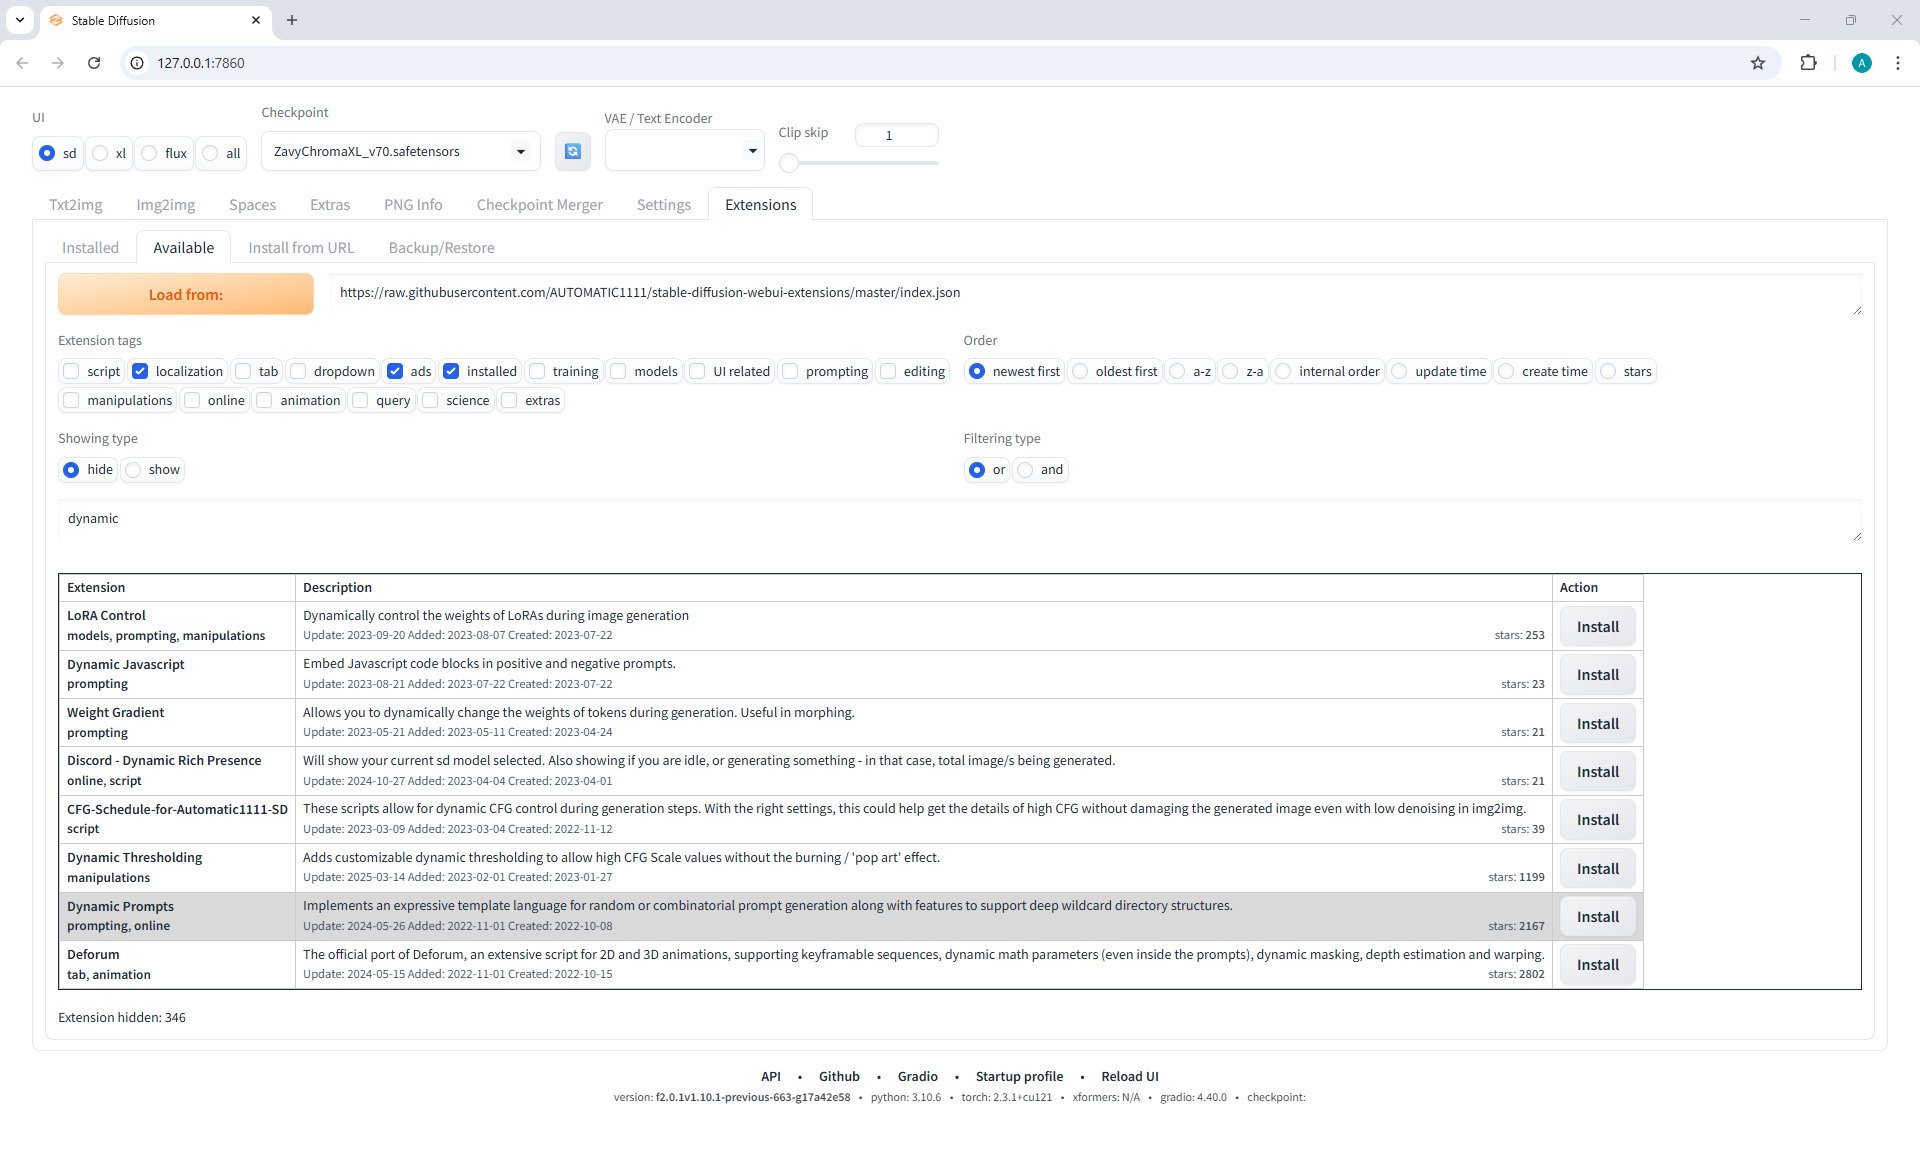 Stable Diffusion
127.0.0.1:7860
A
UI
sd xl flux all
Checkpoint
ZavyChromaXL_v70.safetensors
VAE / Text Encoder
Clip skip
1
Txt2img Img2img Spaces Extras PNG Info Checkpoint Merger Settings Extensions
Installed Available Install from URL Backup/Restore
Load from:
https://raw.githubusercontent.com/AUTOMATIC1111/stable-diffusion-webui-extensions/master/index.json
Extension tags
script localization tab dropdown ads installed training models UI related prompting editing
manipulations online animation query science extras
Order
newest first oldest first a-z z-a internal order update time create time stars
Showing type
hide show
Filtering type
or and
dynamic
Extension Description Action
LoRA Control
models, prompting, manipulations
Dynamically control the weights of LoRAs during image generation
Update: 2023-09-20 Added: 2023-08-07 Created: 2023-07-22
stars: 253
Install
Dynamic Javascript
prompting
Embed Javascript code blocks in positive and negative prompts.
Update: 2023-08-21 Added: 2023-07-22 Created: 2023-07-22
stars: 23
Install
Weight Gradient
prompting
Allows you to dynamically change the weights of tokens during generation. Useful in morphing.
Update: 2023-05-21 Added: 2023-05-11 Created: 2023-04-24
stars: 21
Install
Discord - Dynamic Rich Presence
online, script
Will show your current sd model selected. Also showing if you are idle, or generating something - in that case, total image/s being generated.
Update: 2024-10-27 Added: 2023-04-04 Created: 2023-04-01
stars: 21
Install
CFG-Schedule-for-Automatic1111-SD
script
These scripts allow for dynamic CFG control during generation steps. With the right settings, this could help get the details of high CFG without damaging the generated image even with low denoising in img2img.
Update: 2023-03-09 Added: 2023-03-04 Created: 2022-11-12
stars: 39
Install
Dynamic Thresholding
manipulations
Adds customizable dynamic thresholding to allow high CFG Scale values without the burning / 'pop art' effect.
Update: 2025-03-14 Added: 2023-02-01 Created: 2023-01-27
stars: 1199
Install
Dynamic Prompts
prompting, online
Implements an expressive template language for random or combinatorial prompt generation along with features to support deep wildcard directory structures.
Update: 2024-05-26 Added: 2022-11-01 Created: 2022-10-08
stars: 2167
Install
Deforum
tab, animation
The official port of Deforum, an extensive script for 2D and 3D animations, supporting keyframable sequences, dynamic math parameters (even inside the prompts), dynamic masking, depth estimation and warping.
Update: 2024-05-15 Added: 2022-11-01 Created: 2022-10-15
stars: 2802
Install
Extension hidden: 346
API • Github • Gradio • Startup profile • Reload UI
version: f2.0.1v1.10.1-previous-663-g17a42e58 • python: 3.10.6 • torch: 2.3.1+cu121 • xformers: N/A • gradio: 4.40.0 • checkpoint: